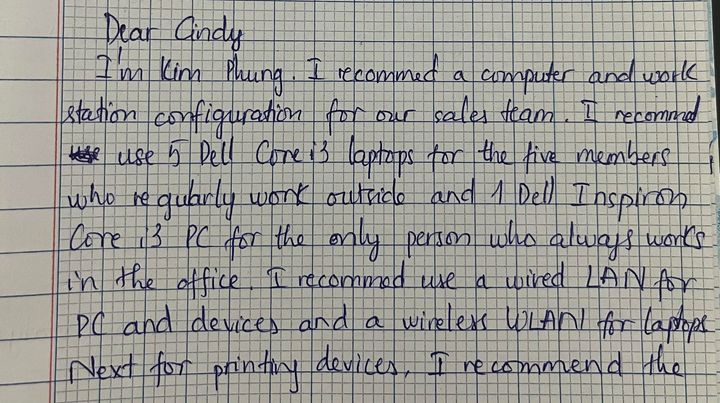 Dear Cindy
I'm Kim Phung. I recommed a computer and work
station configuration for our sales team. I recommed
use 5 Dell Core i3 laptops for the five members
who regularly work outside and 1 Dell Inspiron
Core i3 PC for the only person who always works
in the office. I recommed use a wired LAN for
PC and devices and a wireless WLAN for laptops
Next for printing devices, I recommend the